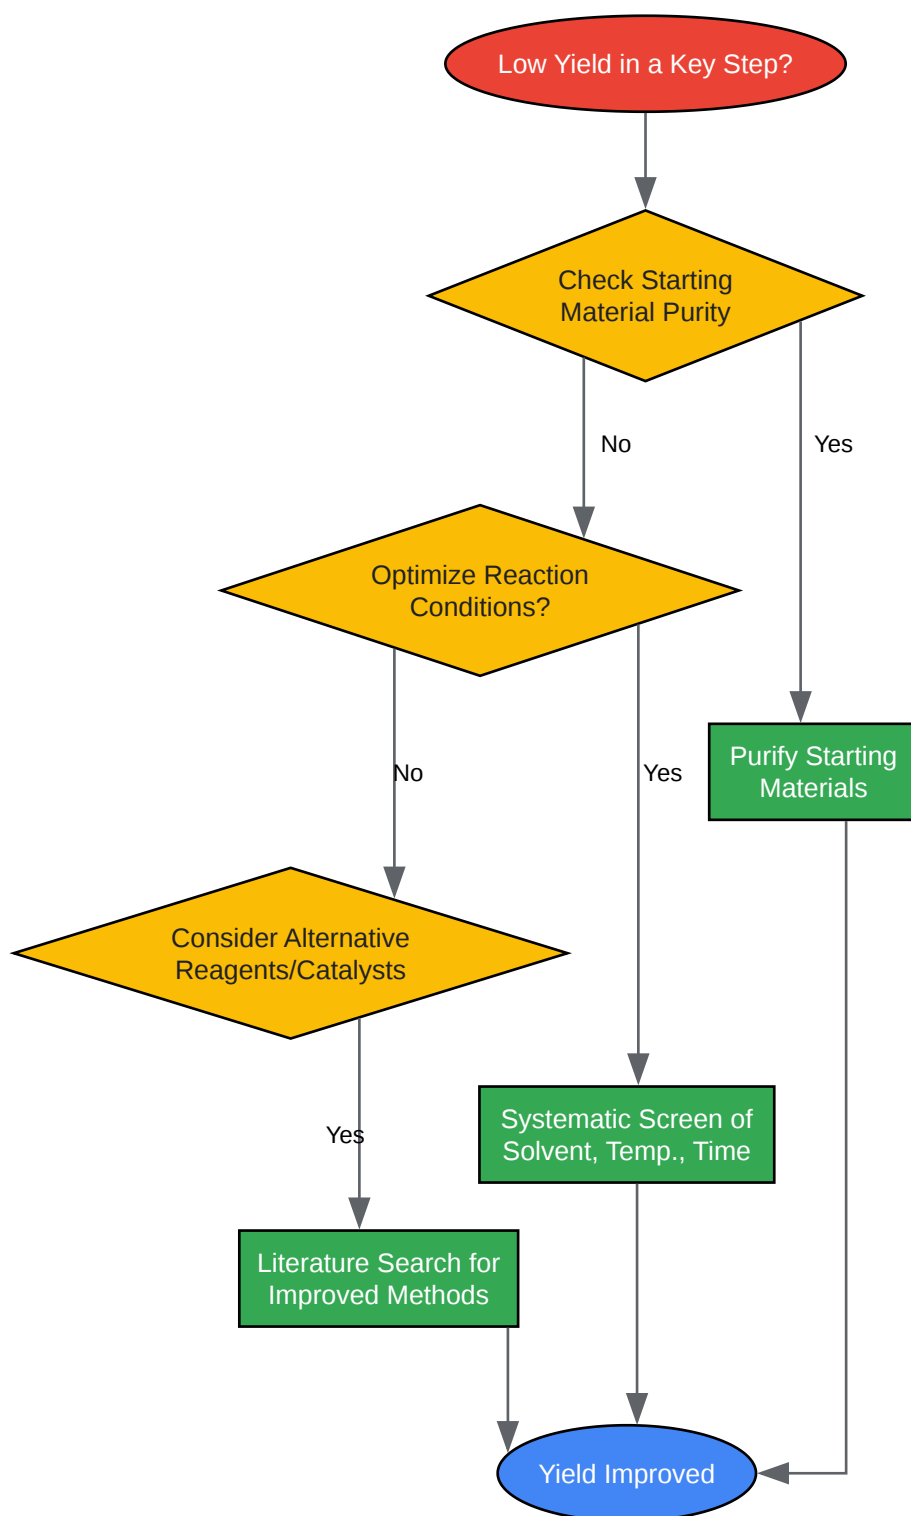 Low Yield in a Key Step?
Check Starting
Material Purity
No
Yes
Optimize Reaction
Conditions?
No
Yes
Purify Starting
Materials
Consider Alternative
Reagents/Catalysts
Yes
Systematic Screen of
Solvent, Temp., Time
Literature Search for
Improved Methods
Yield Improved